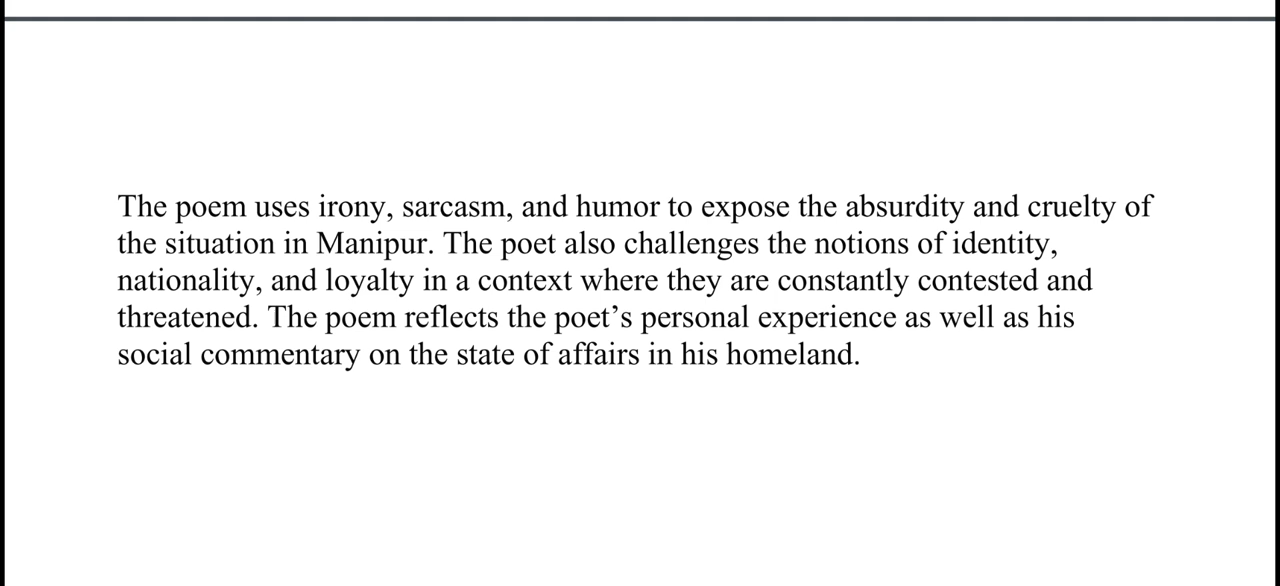 The poem uses irony, sarcasm, and humor to expose the absurdity and cruelty of
the situation in Manipur. The poet also challenges the notions of identity,
nationality, and loyalty in a context where they are constantly contested and
threatened. The poem reflects the poet’s personal experience as well as his
social commentary on the state of affairs in his homeland.